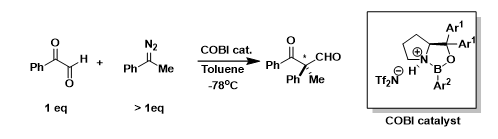 Ph
O
H
O
1 eq
+
N2
Ph
Me
> 1eq
COBI cat.
Toluene
-78°C
O
*
Ph
CHO
Ph
Me
Ar1
Ar1
⊕
N
H
O
B
Ar2
Tf2N
⊖
COBI catalyst